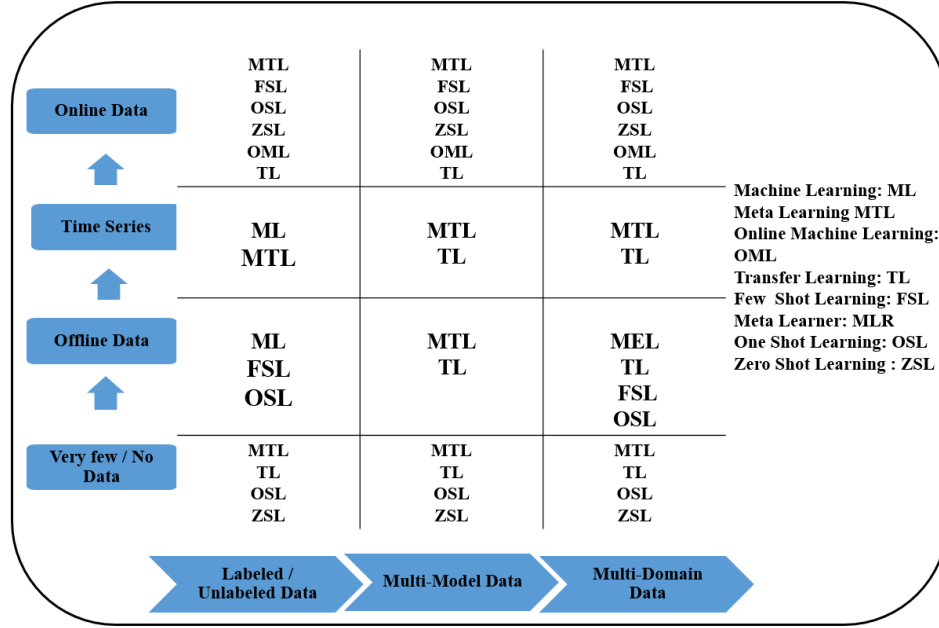 Online Data
MTL
FSL
OSL
ZSL
OML
TL
MTL
FSL
OSL
ZSL
OML
TL
MTL
FSL
OSL
ZSL
OML
TL
Time Series
ML
MTL
MTL
TL
MTL
TL
Offline Data
ML
FSL
OSL
MTL
TL
MEL
TL
FSL
OSL
Very few / No
Data
MTL
TL
OSL
ZSL
MTL
TL
OSL
ZSL
MTL
TL
OSL
ZSL
Labeled /
Unlabeled Data
Multi-Model Data
Multi-Domain
Data
Machine Learning: ML
Meta Learning MTL
Online Machine Learning:
OML
Transfer Learning: TL
Few Shot Learning: FSL
Meta Learner: MLR
One Shot Learning: OSL
Zero Shot Learning : ZSL